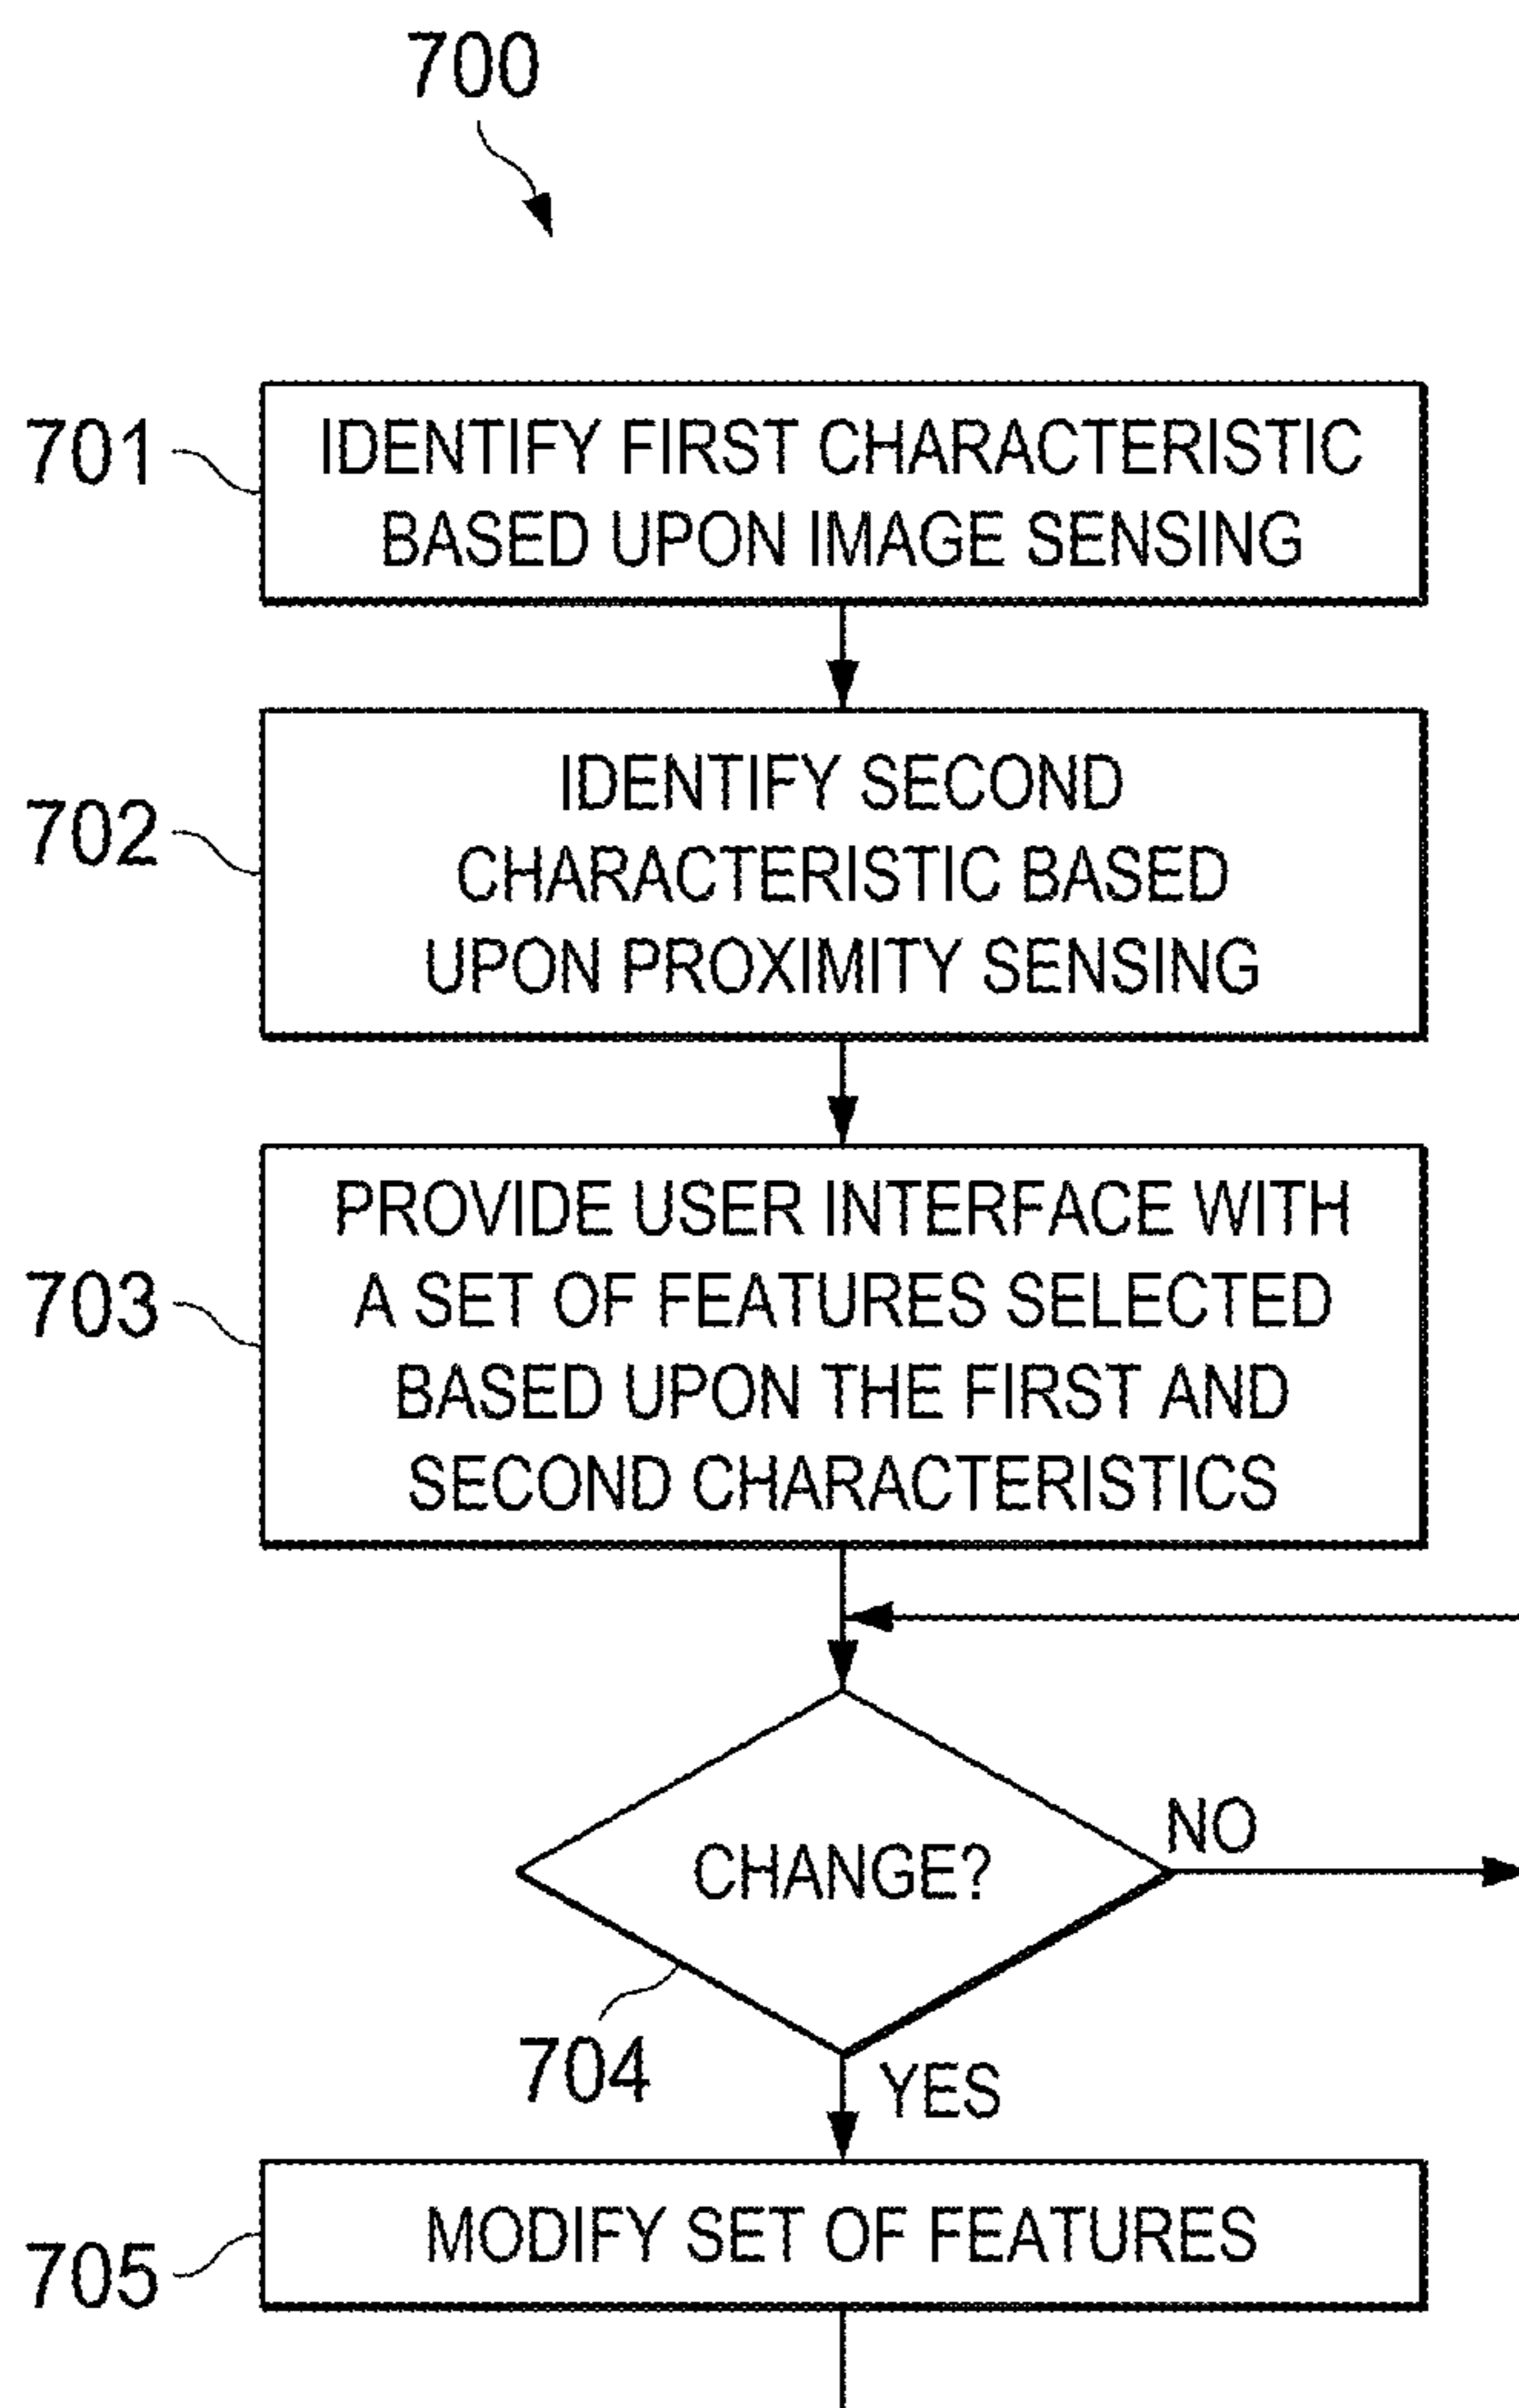 700
701
IDENTIFY FIRST CHARACTERISTIC
BASED UPON IMAGE SENSING
702
IDENTIFY SECOND
CHARACTERISTIC BASED
UPON PROXIMITY SENSING
703
PROVIDE USER INTERFACE WITH
A SET OF FEATURES SELECTED
BASED UPON THE FIRST AND
SECOND CHARACTERISTICS
CHANGE?
NO
704
YES
705
MODIFY SET OF FEATURES